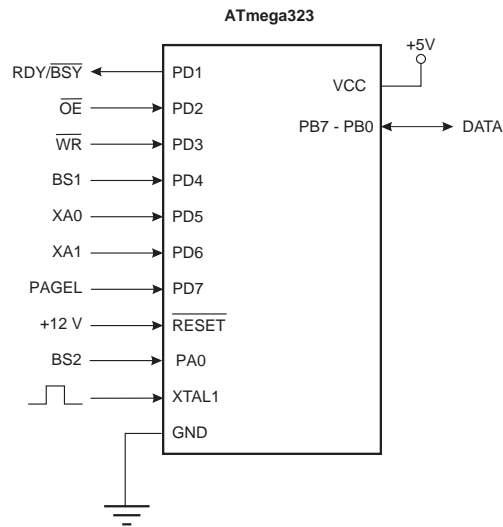 ATmega323
+5V
RDY/BSY PD1
VCC
OE PD2
PB7 - PB0 DATA
WR PD3
BS1 PD4
XA0 PD5
XA1 PD6
PAGEL PD7
+12 V RESET
BS2 PA0
XTAL1
GND